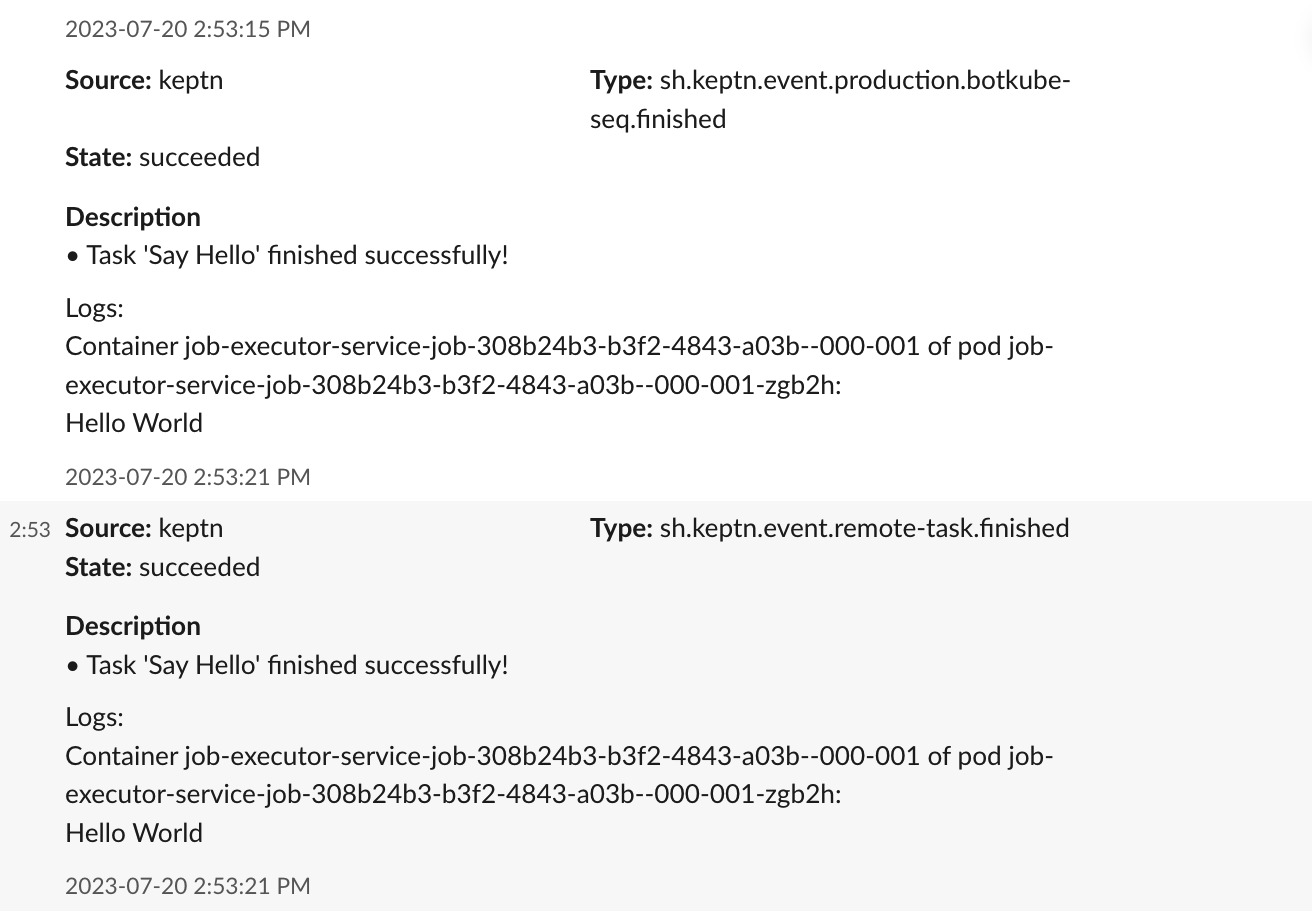 2023-07-20 2:53:15 PM
Source: keptn
Type: sh.keptn.event.production.botkube-
seq.finished
State: succeeded
Description
• Task 'Say Hello' finished successfully!
Logs:
Container job-executor-service-job-308b24b3-b3f2-4843-a03b--000-001 of pod job-
executor-service-job-308b24b3-b3f2-4843-a03b--000-001-zgb2h:
Hello World
2023-07-20 2:53:21 PM
2:53 Source: keptn
Type: sh.keptn.event.remote-task.finished
State: succeeded
Description
• Task 'Say Hello' finished successfully!
Logs:
Container job-executor-service-job-308b24b3-b3f2-4843-a03b--000-001 of pod job-
executor-service-job-308b24b3-b3f2-4843-a03b--000-001-zgb2h:
Hello World
2023-07-20 2:53:21 PM